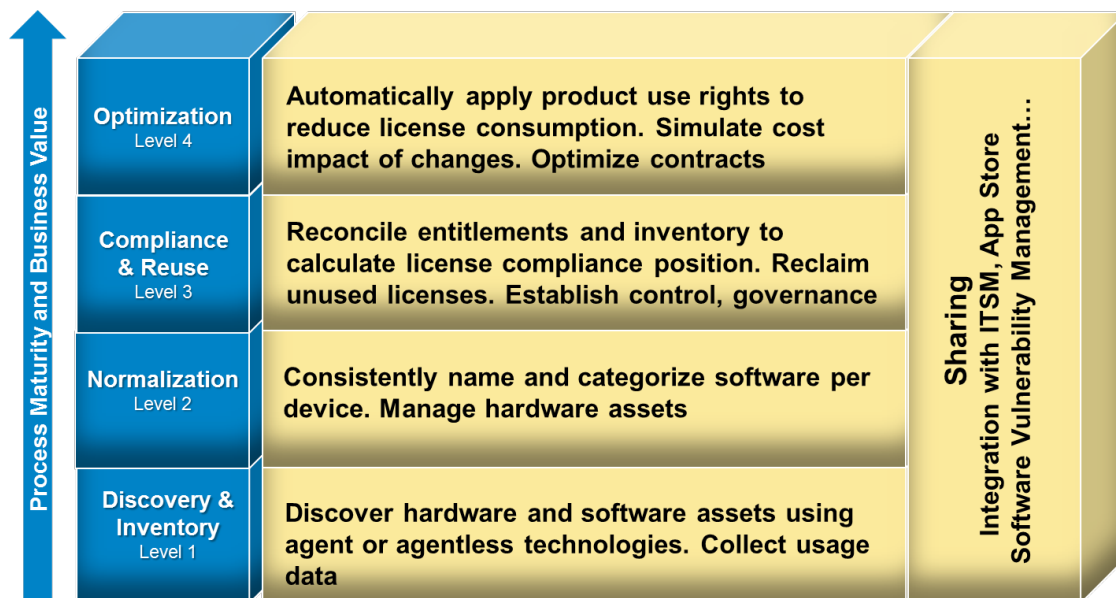 Process Maturity and Business Value
Optimization
Level 4
Automatically apply product use rights to
reduce license consumption. Simulate cost
impact of changes. Optimize contracts
Compliance
& Reuse
Level 3
Reconcile entitlements and inventory to
calculate license compliance position. Reclaim
unused licenses. Establish control, governance
Normalization
Level 2
Consistently name and categorize software per
device. Manage hardware assets
Discovery &
Inventory
Level 1
Discover hardware and software assets using
agent or agentless technologies. Collect usage
data
Sharing
Integration with ITSM, App Store
Software Vulnerability Management...